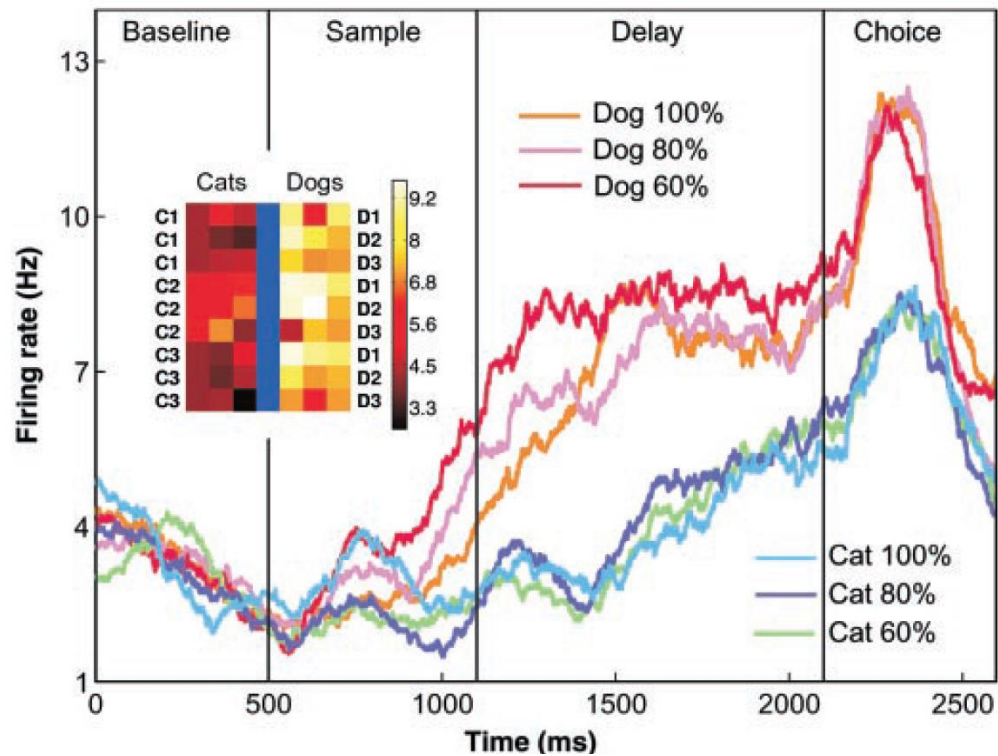 Baseline Sample Delay Choice
13
10
7
4
1
Firing rate (Hz)
Dog 100%
Dog 80%
Dog 60%
Cats Dogs
C1 D1 9.2
C1 D2 8
C1 D3
C2 D1 6.8
C2 D2
C2 D3 5.6
C3 D1 4.5
C3 D2
C3 D3 3.3
Cat 100%
Cat 80%
Cat 60%
0 500 1000 1500 2000 2500
Time (ms)